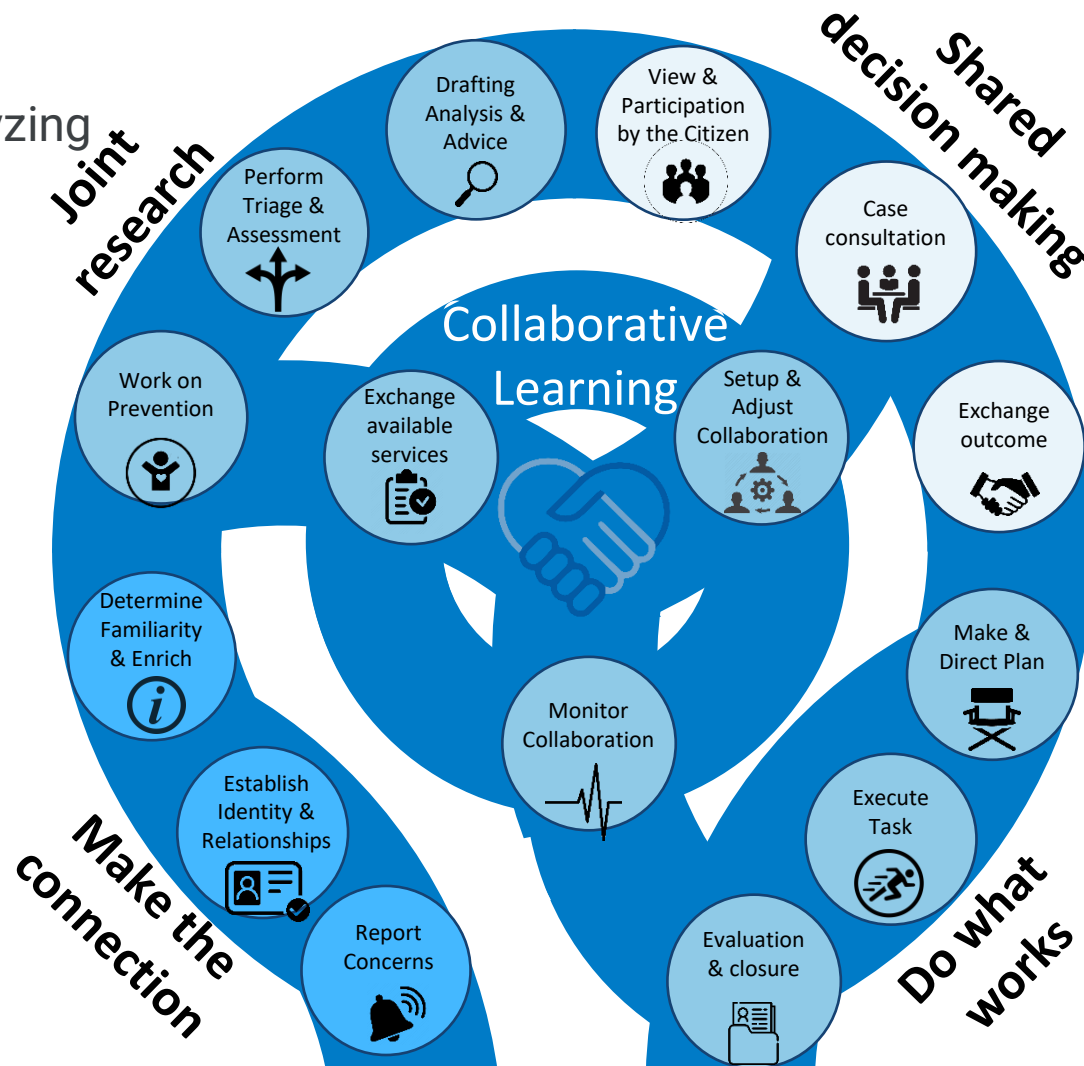 yzing
Joint
research
Shared
decision making
Drafting
Analysis &
Advice
View &
Participation
by the Citizen
Perform
Triage &
Assessment
Case
consultation
Collaborative
Learning
Work on
Prevention
Exchange
available
services
Setup &
Adjust
Collaboration
Exchange
outcome
Determine
Familiarity
& Enrich
i
Make &
Direct Plan
Monitor
Collaboration
Establish
Identity &
Relationships
Execute
Task
Make the
connection
Report
Concerns
Evaluation
& closure
Do what
works